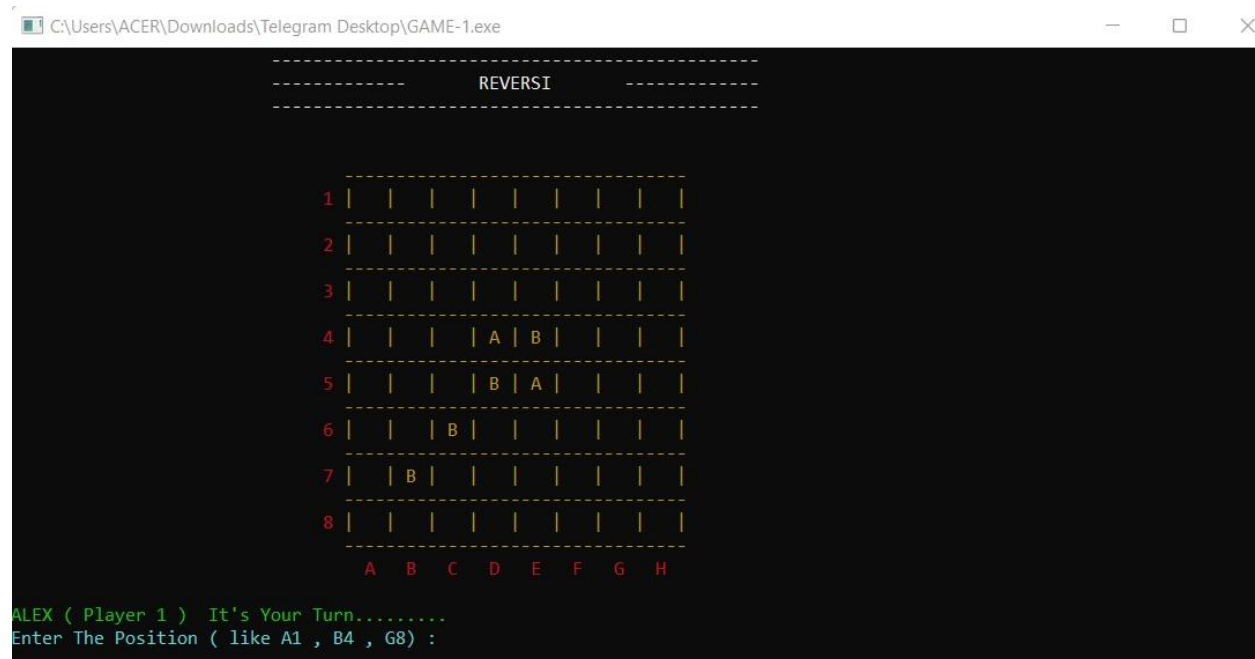 C:\Users\ACER\Downloads\Telegram Desktop\GAME-1.exe
-----------------------------------------------
------------- REVERSI -------------
-----------------------------------------------
---------------------------------
1 | | | | | | | | |
---------------------------------
2 | | | | | | | | |
---------------------------------
3 | | | | | | | | |
---------------------------------
4 | | | | A | B | | | |
---------------------------------
5 | | | | B | A | | | |
---------------------------------
6 | | | B | | | | | |
---------------------------------
7 | | B | | | | | | |
---------------------------------
8 | | | | | | | | |
---------------------------------
A B C D E F G H
ALEX ( Player 1 ) It's Your Turn.........
Enter The Position ( like A1 , B4 , G8) :